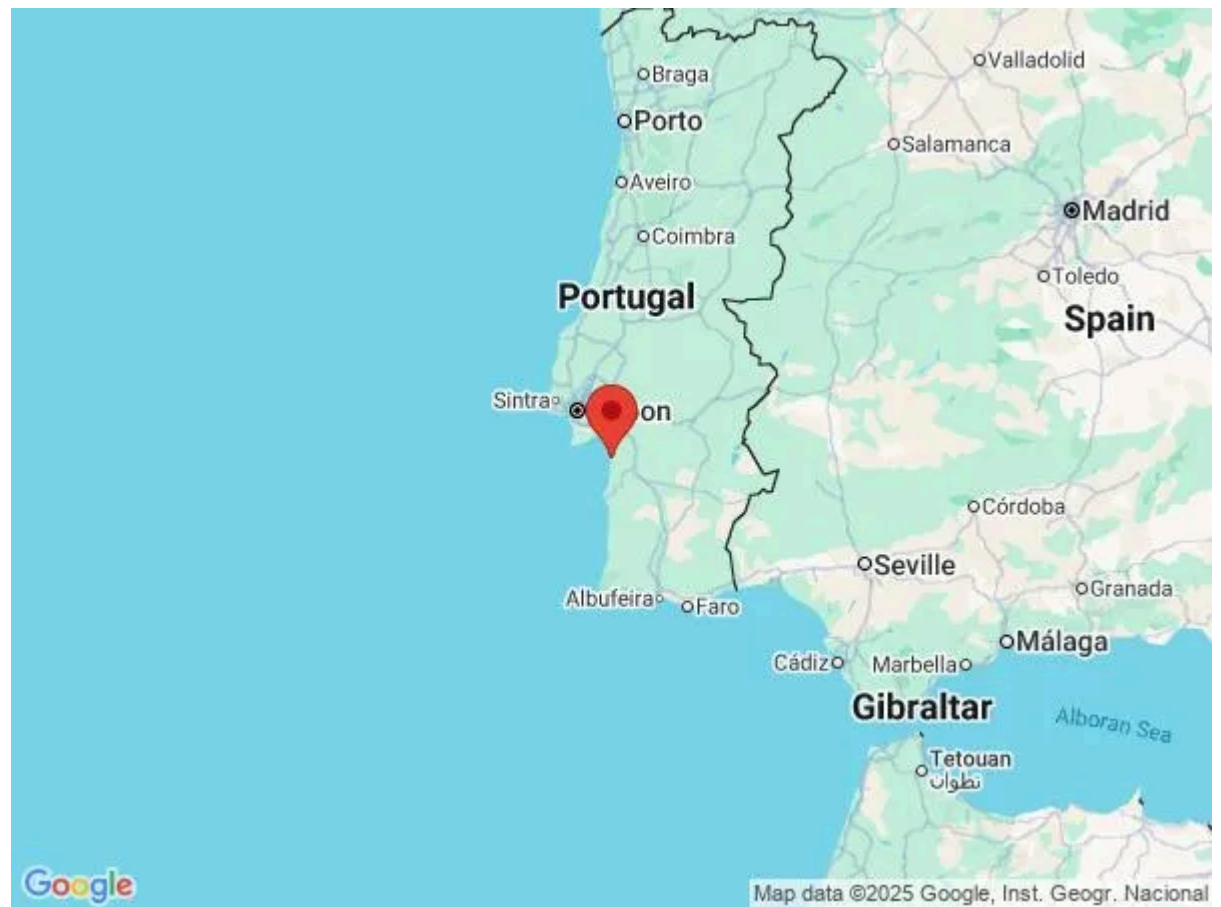 Braga
Valladolid
Porto
Salamanca
Aveiro
Madrid
Coimbra
Toledo
Portugal
Spain
Sintra
on
Córdoba
Seville
Granada
Albufeira
Faro
Málaga
Cádiz
Marbella
Gibraltar
Alboran Sea
Tetouan
تطوان
Google
Map data ©2025 Google, Inst. Geogr. Nacional